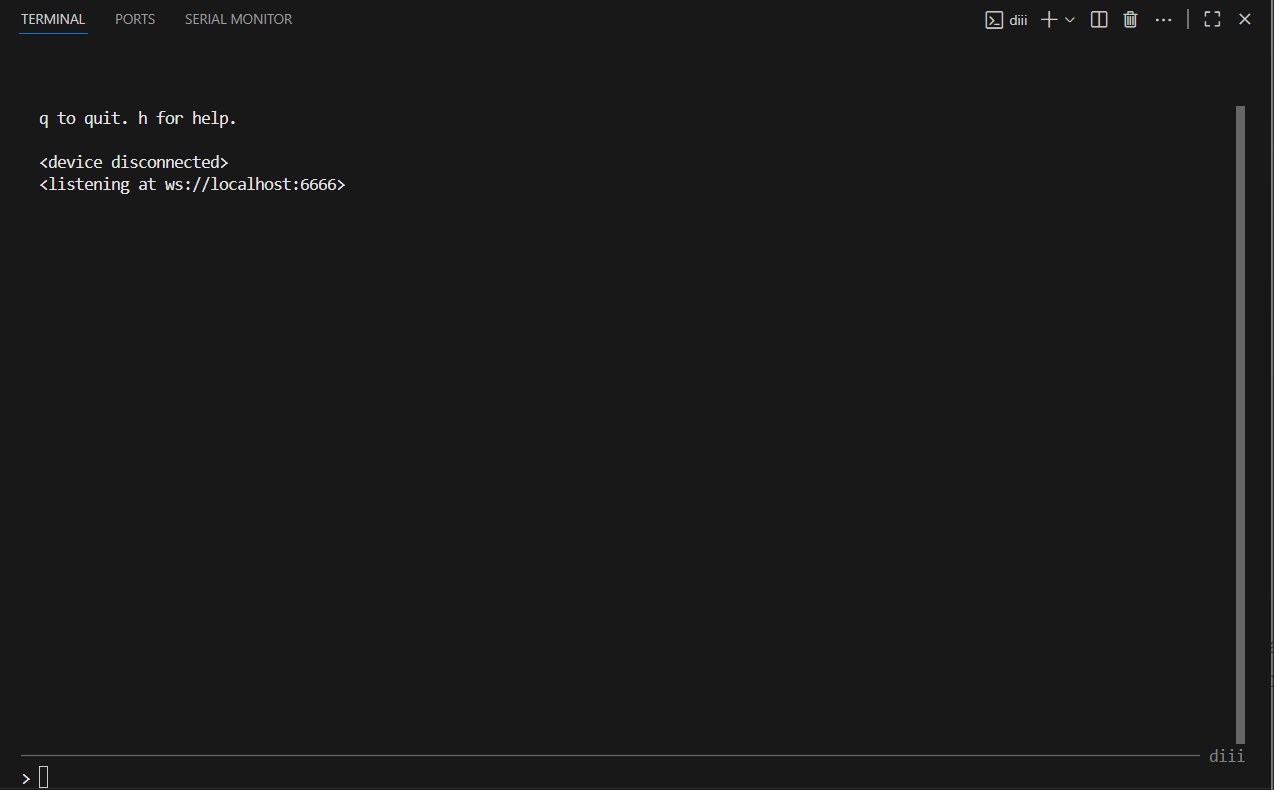 TERMINAL PORTS SERIAL MONITOR diii
q to quit. h for help.
<device disconnected>
<listening at ws://localhost:6666>
diii
>